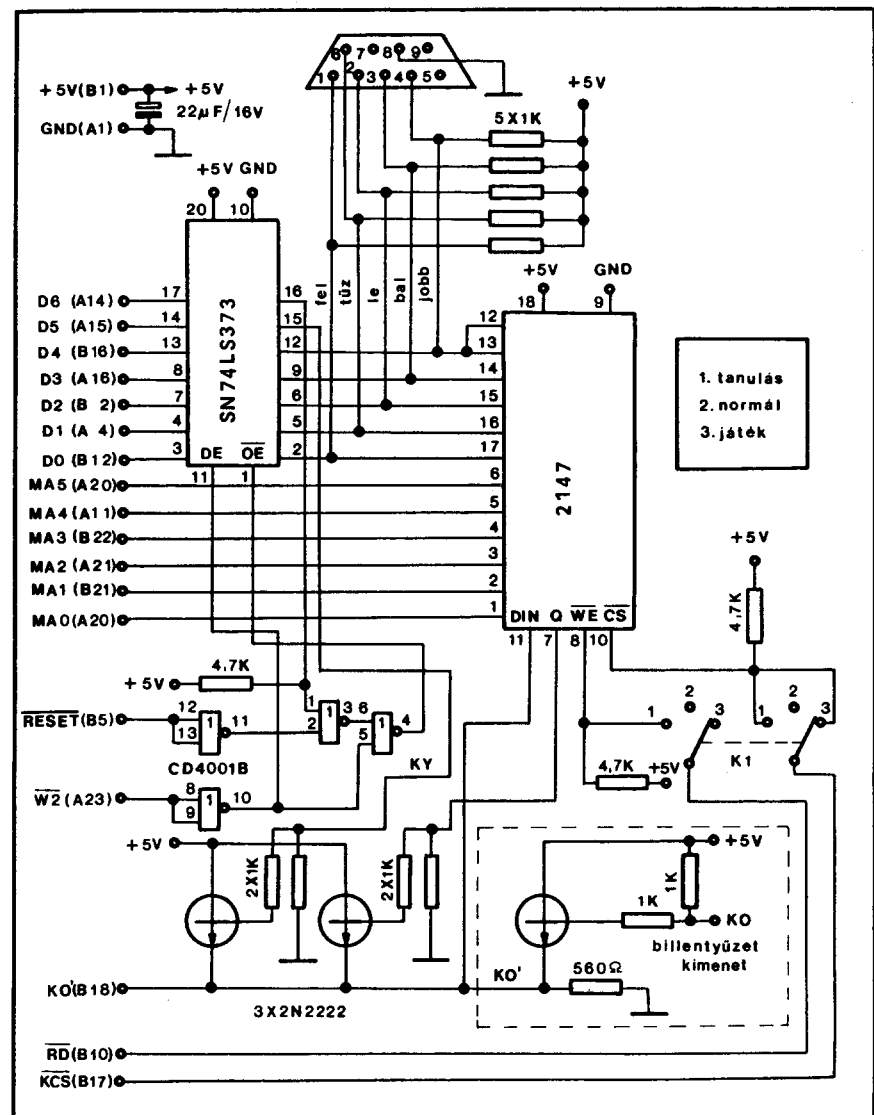 6 7 8 9
1 2 3 4 5
+5V(B1)
+5V
22µF/16V
GND(A1)
+5V
5X1K
+5V GND
20 10
fel
tűz
le
bal
jobb
+5V
GND
18 9
D6 (A14) 17 16
D5 (A15) 14 15
D4 (B16) 13 12
D3 (A16) 8 9
D2 (B 2) 7 6
D1 (A 4) 4 5
D0 (B12) 3 2
SN74LS373
DE OE
11 1
12
13
14
15
16
17
MA5(A20) 6
MA4(A11) 5
MA3(B22) 4
MA2(A21) 3
MA1(B21) 2
MA0(A20) 1
2147
DIN Q WE CS
11 7 8 10
1. tanulás
2. normál
3. játék
+5V
4,7K
4,7K
+5V
RESET(B5)
12
13
1
11
1
2
1
3
6
5
1
4
CD4001B
KY
W2(A23)
8
9
1
10
1 2 3 1 2 3
K1
4,7K
+5V
+5V
2X1K
2X1K
+5V
1K
1K
KO
billentyűzet
kimenet
KO'
560Ω
KO'(B18)
3X2N2222
RD(B10)
KCS(B17)